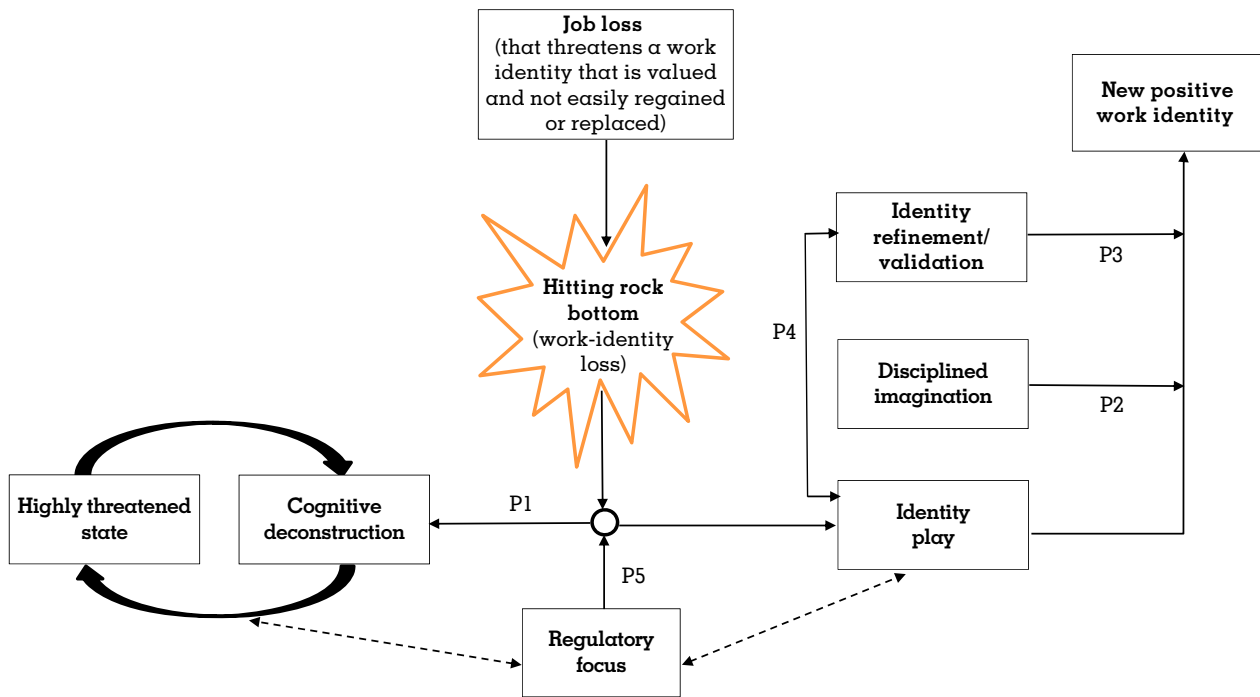 Job loss
(that threatens a work
identity that is valued
and not easily regained
or replaced)
New positive
work identity
Identity
refinement/
validation
P3
Hitting rock
bottom
(work-identity
loss)
P4
Disciplined
imagination
P2
Highly threatened
state
Cognitive
deconstruction
P1
Identity
play
P5
Regulatory
focus